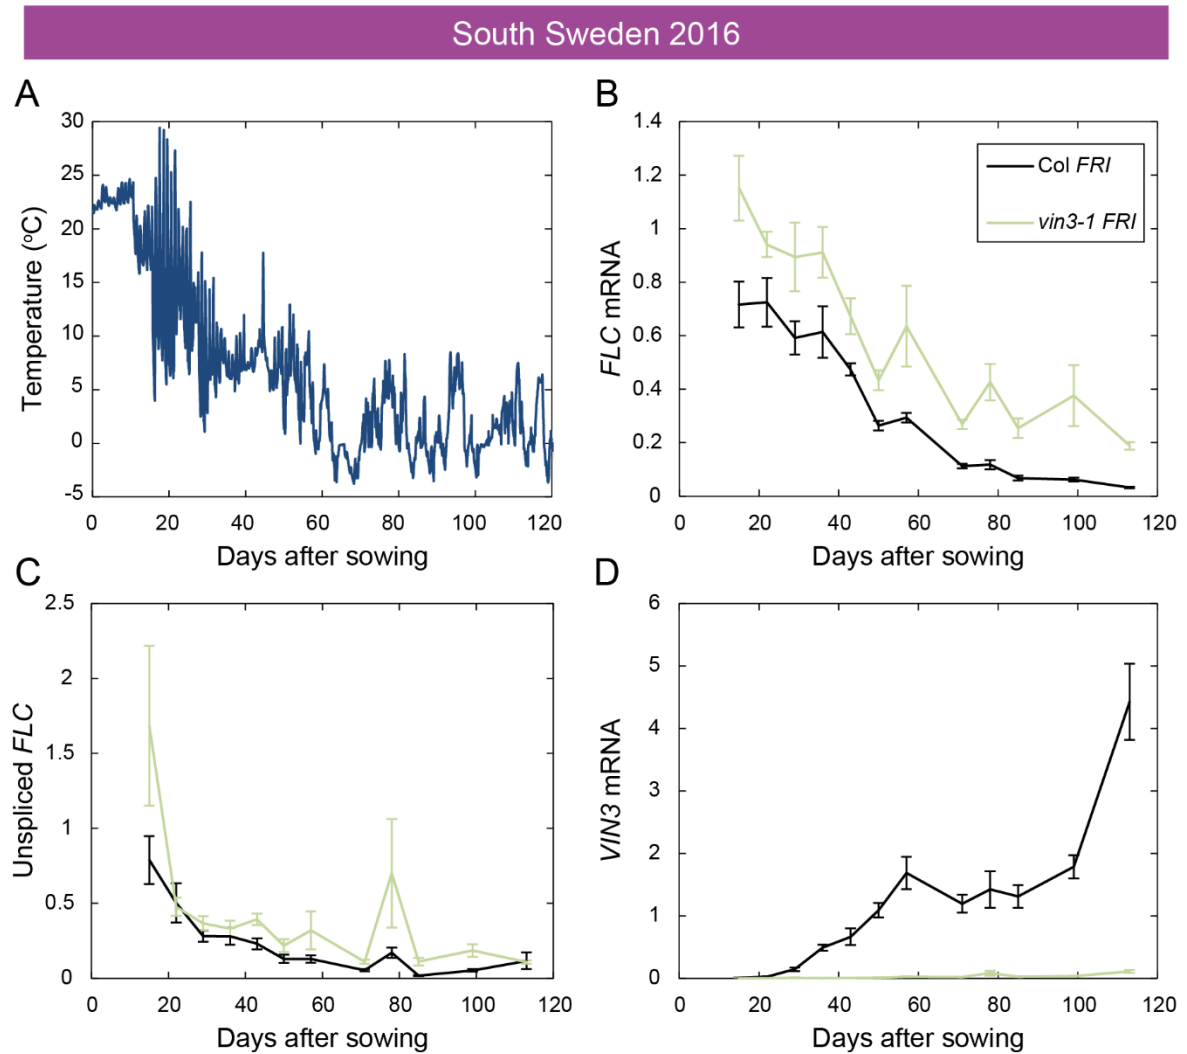 South Sweden 2016
A
30
25
20
15
10
5
0
-5
Temperature (°C)
0 20 40 60 80 100 120
Days after sowing
B
1.4
1.2
1
0.8
0.6
0.4
0.2
0
FLC mRNA
Col FRI
vin3-1 FRI
0 20 40 60 80 100 120
Days after sowing
C
2.5
2
1.5
1
0.5
0
Unspliced FLC
0 20 40 60 80 100 120
Days after sowing
D
6
5
4
3
2
1
0
VIN3 mRNA
0 20 40 60 80 100 120
Days after sowing